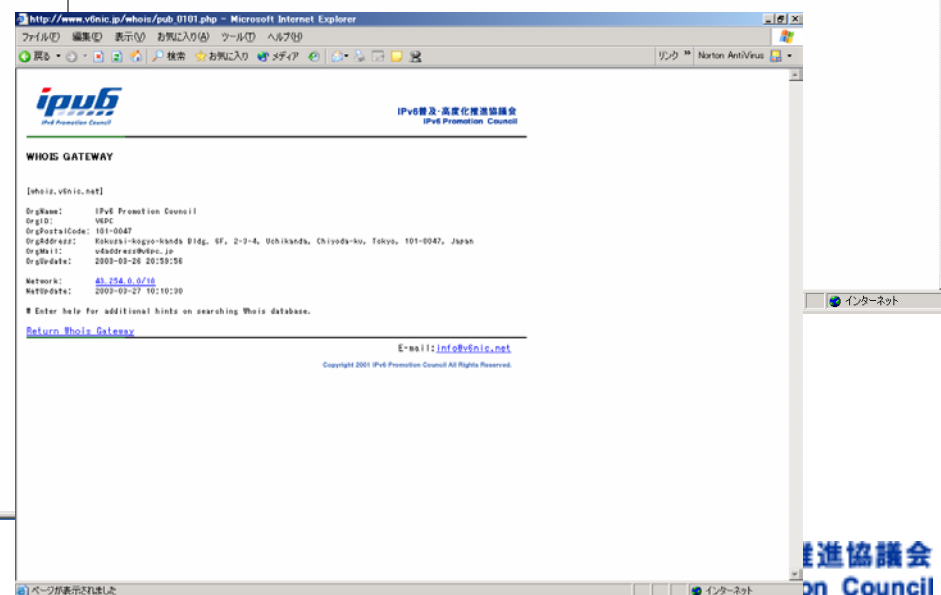 http://www.v6nic.jp/whois/pub_0101.php - Microsoft Internet Explorer
ファイル(F) 編集(E) 表示(V) お気に入り(A) ツール(T) ヘルプ(H)
戻る 検索 お気に入り メディア リンク » Norton AntiVirus
ipv6
IPv6 Promotion Council
IPv6普及・高度化推進協議会
IPv6 Promotion Council
WHOIS GATEWAY
[whois.v6nic.net]
OrgName: IPv6 Promotion Council
OrgID: V6PC
OrgPostalCode: 101-0047
OrgAddress: Kokusai-kogyo-kanda Bldg. 6F, 2-3-4, Uchikanda, Chiyoda-ku, Tokyo, 101-0047, Japan
OrgMail: v4address@v6pc.jp
OrgUpdate: 2003-03-26 20:59:56
Network: 43.254.0.0/16
NetUpdate: 2003-03-27 10:10:30
# Enter help for additional hints on searching Whois database.
Return Whois Gateway
E-mail:info@v6nic.net
Copyright 2001 IPv6 Promotion Council All Rights Reserved.
インターネット
進協議会
on Council
ページが表示されました インターネット